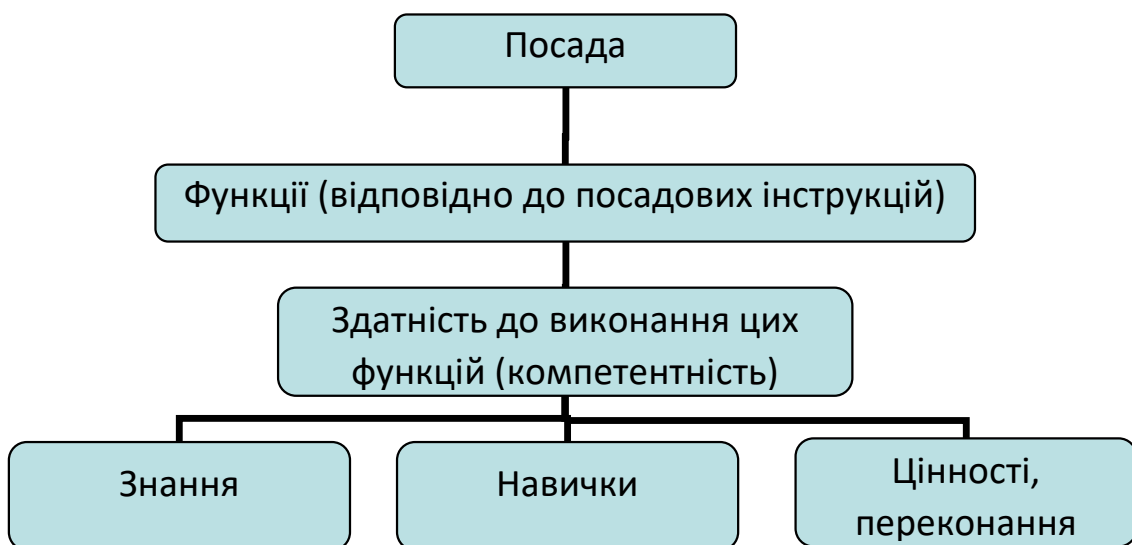 Посада
Функції (відповідно до посадових інструкцій)
Здатність до виконання цих
функцій (компетентність)
Знання
Навички
Цінності,
переконання